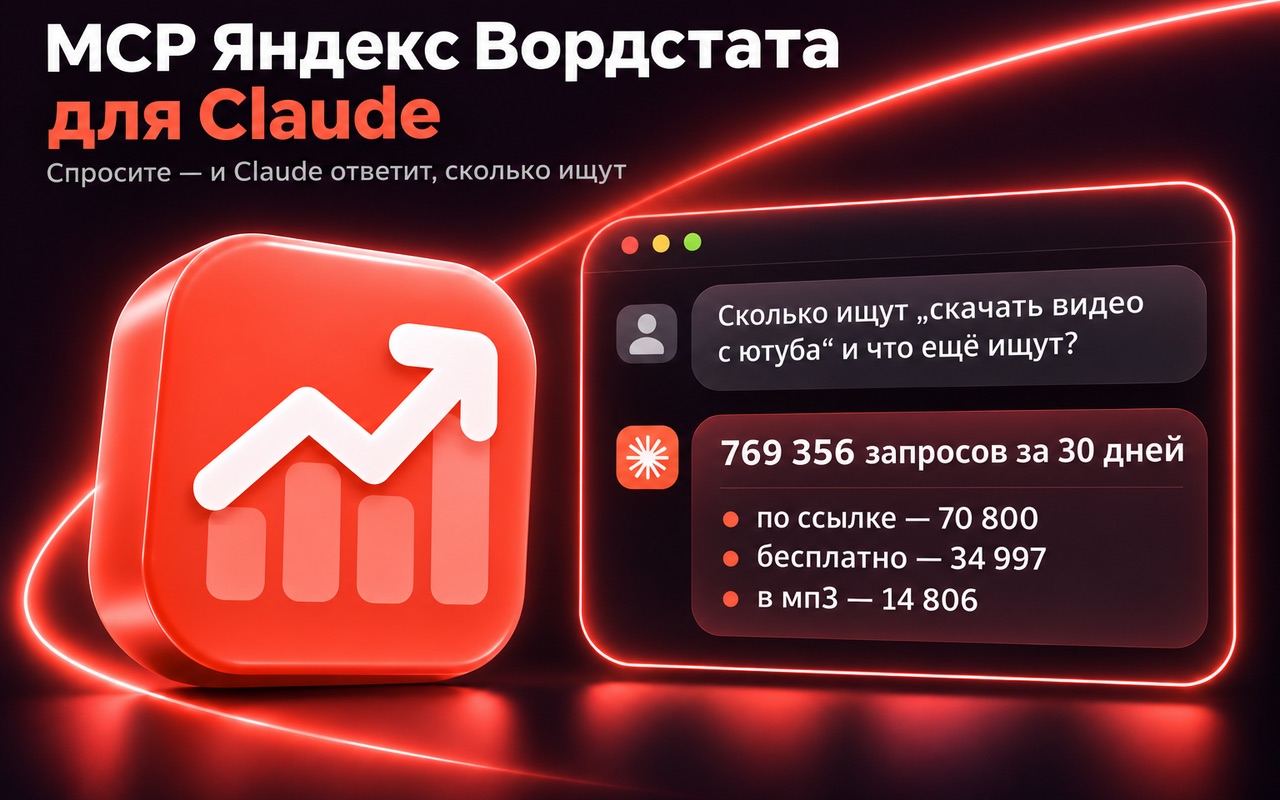 MCP Яндекс Вордстата
для Claude
Спросите — и Claude ответит, сколько ищут
Сколько ищут „скачать видео
с ютуба“ и что ещё ищут?
769 356 запросов за 30 дней
по ссылке — 70 800
бесплатно — 34 997
в мп3 — 14 806